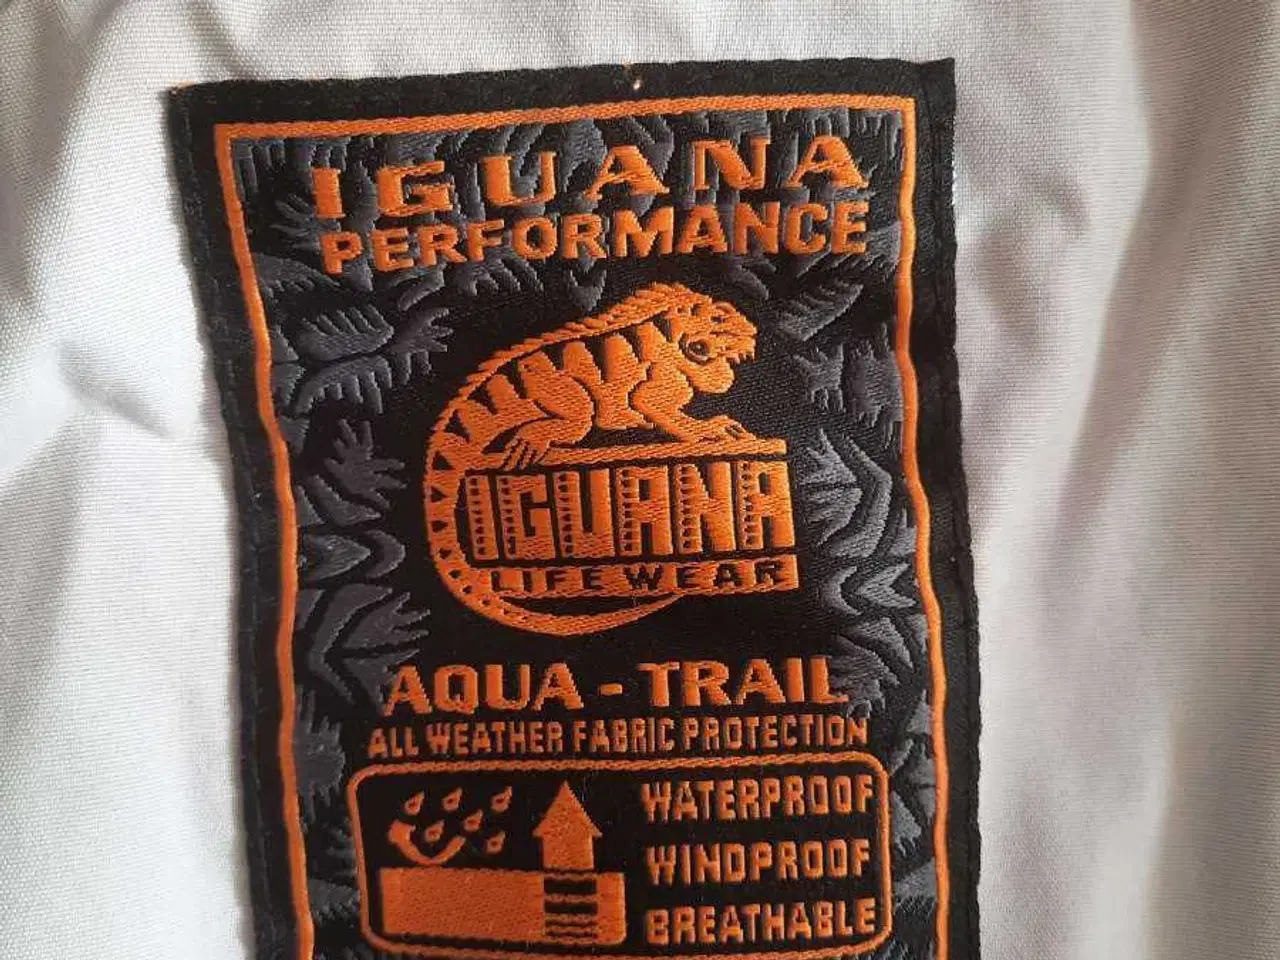 IGUANA
PERFORMANCE
IGUANA
LIFE WEAR
AQUA - TRAIL
ALL WEATHER FABRIC PROTECTION
WATERPROOF
WINDPROOF
BREATHABLE